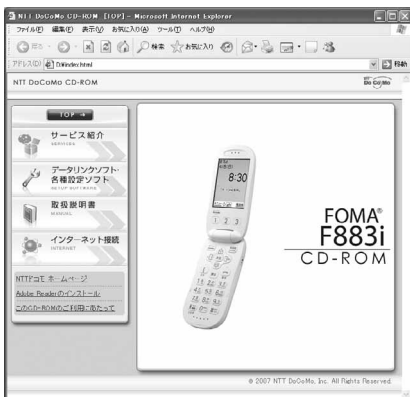 NTT DoCoMo CD-ROM [TOP] - Microsoft Internet Explorer
ファイル(F) 編集(E) 表示(V) お気に入り(A) ツール(T) ヘルプ(H)
戻る 検索 お気に入り
アドレス(D) D:\index.html 移動
NTT DoCoMo CD-ROM
DoCoMo
TOP
サービス紹介
SERVICES
データリンクソフト・
各種設定ソフト
SETUP SOFTWARE
取扱説明書
MANUAL
インターネット接続
INTERNET
NTTドコモ ホームページ
Adobe Readerのインストール
このCD-ROMのご利用にあたって
8:30
1 2 3
FOMA®
F883i
CD-ROM
© 2007 NTT DoCoMo, Inc. All Rights Reserved.